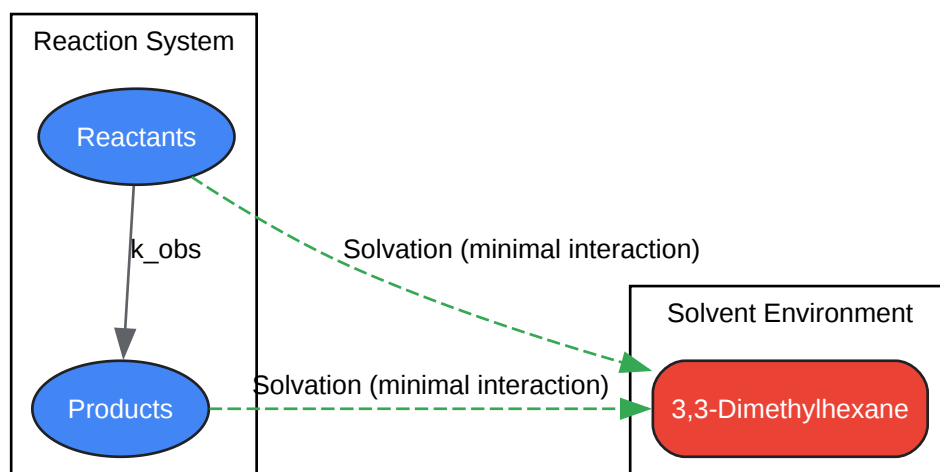 Reaction System
Reactants
k_obs
Solvation (minimal interaction)
Solvent Environment
Solvation (minimal interaction)
Products
3,3-Dimethylhexane